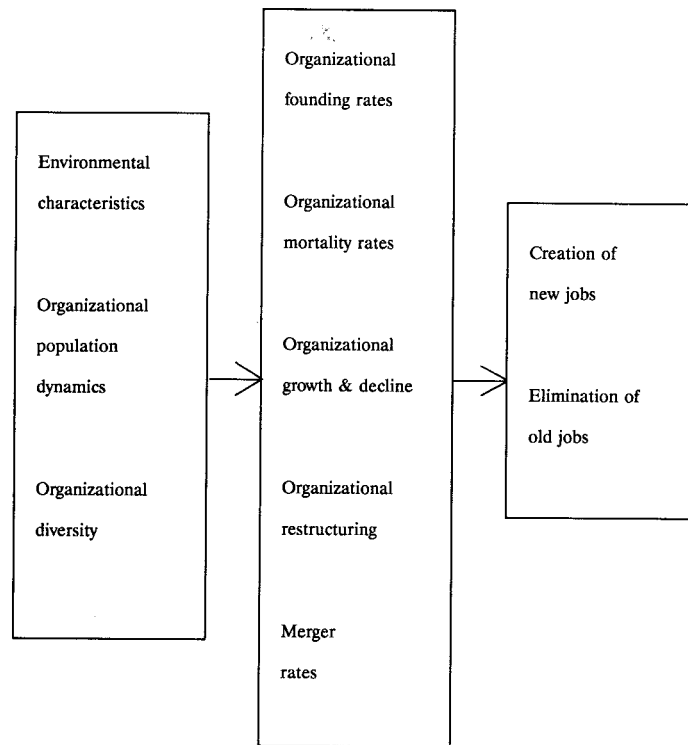 Environmental
characteristics
Organizational
population
dynamics
Organizational
diversity
Organizational
founding rates
Organizational
mortality rates
Organizational
growth & decline
Organizational
restructuring
Merger
rates
Creation of
new jobs
Elimination of
old jobs